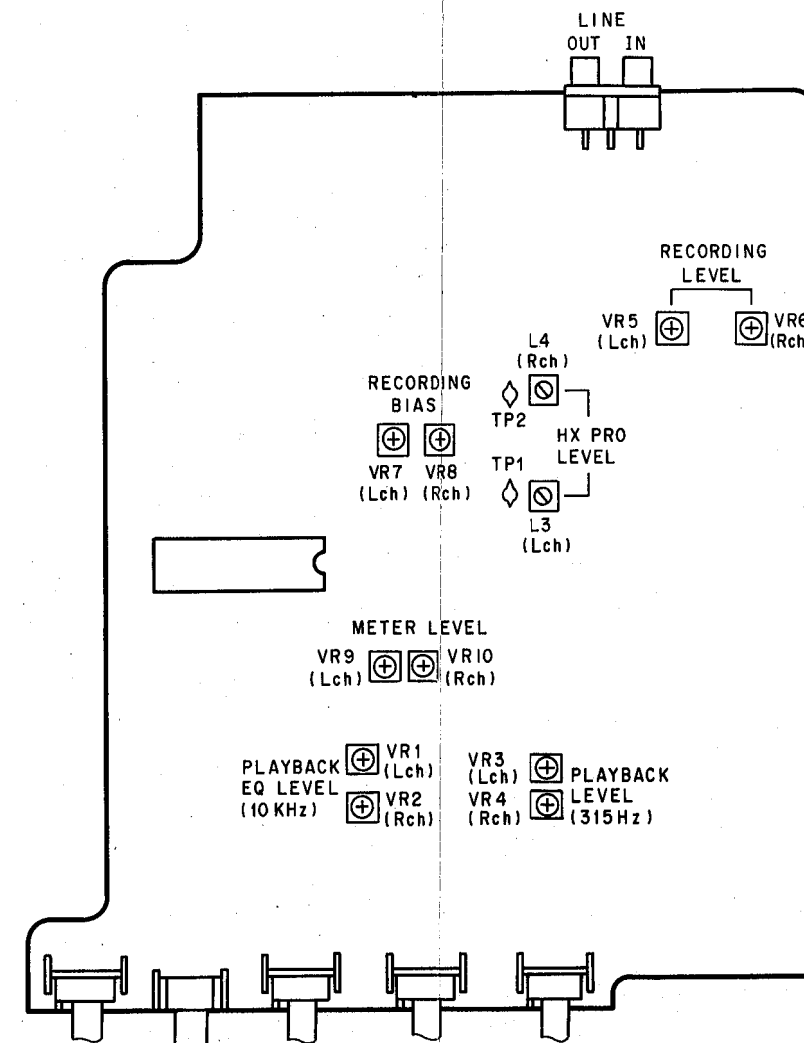 LINE
OUT IN
RECORDING
LEVEL
VR5
(Lch)
VR6
(Rch
L4
(Rch)
TP2
HX PRO
LEVEL
TP1
L3
(Lch)
RECORDING
BIAS
VR7 VR8
(Lch) (Rch)
METER LEVEL
VR9
(Lch)
VR10
(Rch)
PLAYBACK
EQ LEVEL
(10 KHz)
VR1
(Lch)
VR2
(Rch)
VR3
(Lch)
VR4
(Rch)
PLAYBACK
LEVEL
(315Hz)